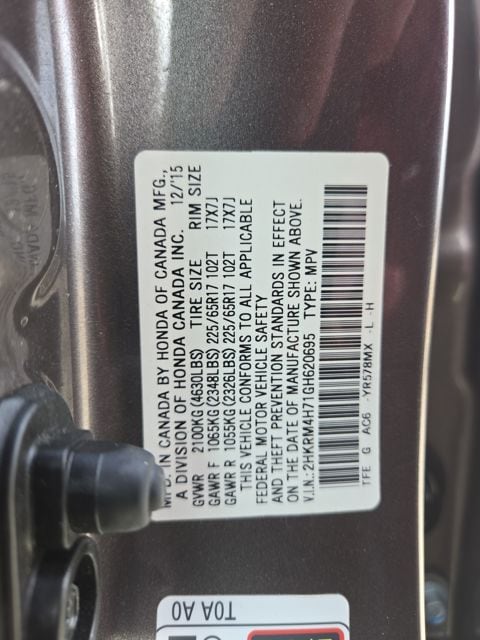 MFD. IN CANADA BY HONDA OF CANADA MFG.,
A DIVISION OF HONDA CANADA INC. 12/'15
GVWR 2100KG (4630LBS) TIRE SIZE RIM SIZE
GAWR F 1065KG (2348LBS) 225/65R17 102T 17X7J
GAWR R 1055KG (2326LBS) 225/65R17 102T 17X7J
THIS VEHICLE CONFORMS TO ALL APPLICABLE
FEDERAL MOTOR VEHICLE SAFETY
AND THEFT PREVENTION STANDARDS IN EFFECT
ON THE DATE OF MANUFACTURE SHOWN ABOVE.
V.I.N.:2HKRM4H71GH620695 TYPE: MPV
TFE G AC6 -YR578MX -L -H
T0A A0